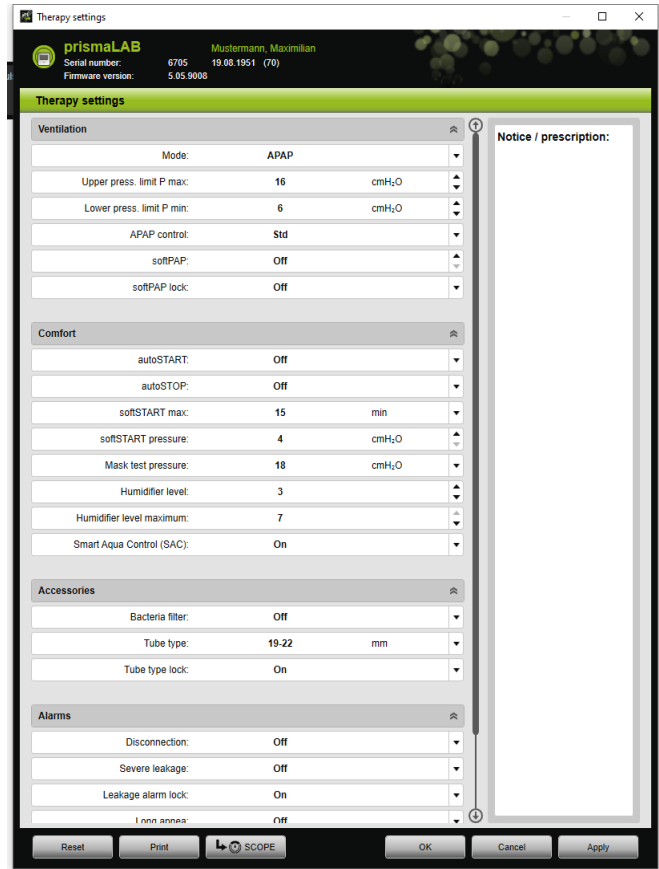 Therapy settings
prismaLAB Mustermann, Maximilian
Serial number: 6705 19.08.1951 (70)
Firmware version: 5.05.9008
Therapy settings
Ventilation
Mode: APAP
Upper press. limit P max: 16 cmH₂O
Lower press. limit P min: 6 cmH₂O
APAP control: Std
softPAP: Off
softPAP lock: Off
Comfort
autoSTART: Off
autoSTOP: Off
softSTART max: 15 min
softSTART pressure: 4 cmH₂O
Mask test pressure: 18 cmH₂O
Humidifier level: 3
Humidifier level maximum: 7
Smart Aqua Control (SAC): On
Accessories
Bacteria filter: Off
Tube type: 19-22 mm
Tube type lock: On
Alarms
Disconnection: Off
Severe leakage: Off
Leakage alarm lock: On
Long apnea: Off
Notice / prescription:
Reset Print SCOPE OK Cancel Apply